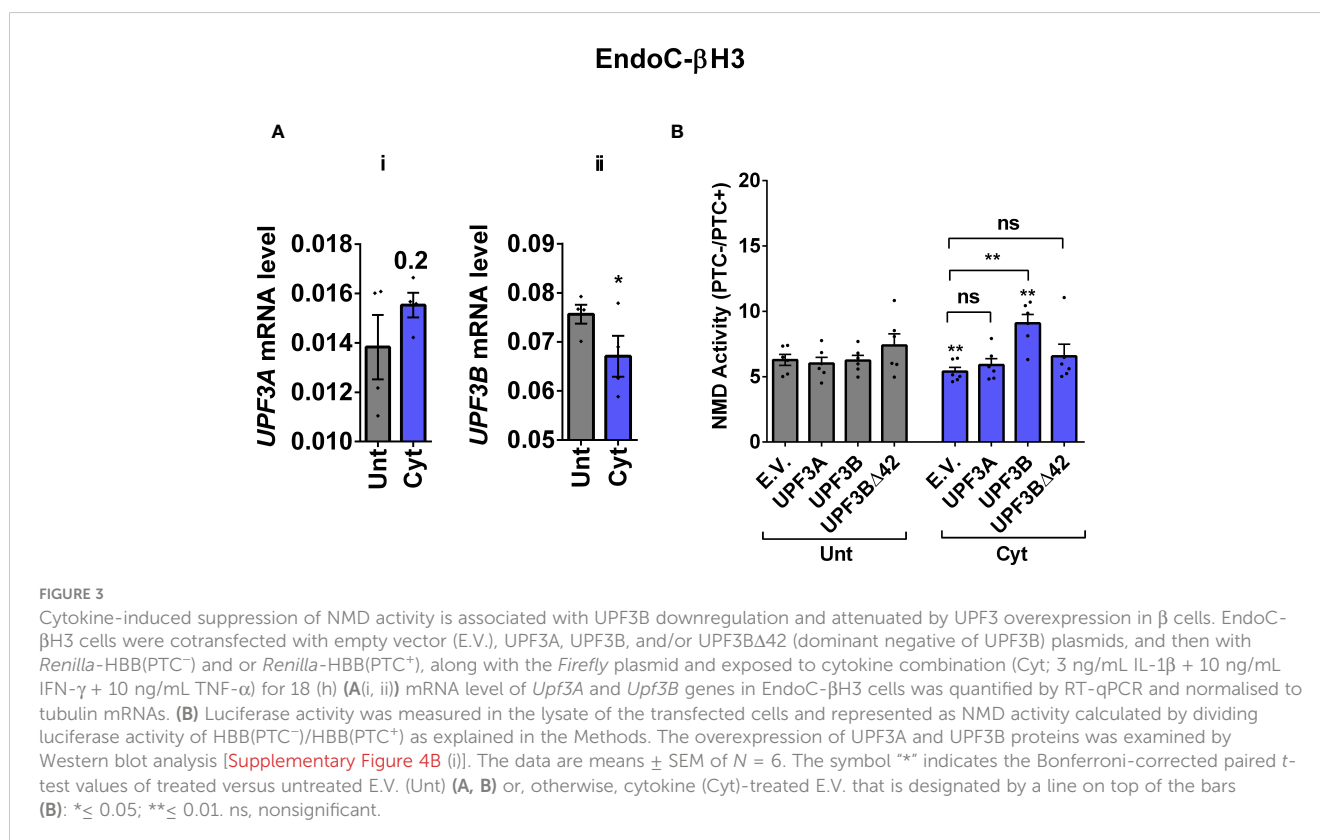 EndoC-βH3
A
B
i
ii
UPF3A mRNA level
0.018
0.016
0.014
0.012
0.010
0.2
Unt
Cyt
UPF3B mRNA level
0.09
0.08
0.07
0.06
0.05
*
Unt
Cyt
NMD Activity (PTC-/PTC+)
20
15
10
5
0
ns
**
ns
**
**
E.V.
UPF3A
UPF3B
UPF3BΔ42
E.V.
UPF3A
UPF3B
UPF3BΔ42
Unt
Cyt
FIGURE 3
Cytokine-induced suppression of NMD activity is associated with UPF3B downregulation and attenuated by UPF3 overexpression in β cells. EndoC-
βH3 cells were cotransfected with empty vector (E.V.), UPF3A, UPF3B, and/or UPF3BΔ42 (dominant negative of UPF3B) plasmids, and then with
Renilla-HBB(PTC⁻) and or Renilla-HBB(PTC⁺), along with the Firefly plasmid and exposed to cytokine combination (Cyt; 3 ng/mL IL-1β + 10 ng/mL
IFN-γ + 10 ng/mL TNF-α) for 18 (h) (A(i, ii)) mRNA level of Upf3A and Upf3B genes in EndoC-βH3 cells was quantified by RT-qPCR and normalised to
tubulin mRNAs. (B) Luciferase activity was measured in the lysate of the transfected cells and represented as NMD activity calculated by dividing
luciferase activity of HBB(PTC⁻)/HBB(PTC⁺) as explained in the Methods. The overexpression of UPF3A and UPF3B proteins was examined by
Western blot analysis [Supplementary Figure 4B (i)]. The data are means ± SEM of N = 6. The symbol "*" indicates the Bonferroni-corrected paired t-
test values of treated versus untreated E.V. (Unt) (A, B) or, otherwise, cytokine (Cyt)-treated E.V. that is designated by a line on top of the bars
(B): *≤ 0.05; **≤ 0.01. ns, nonsignificant.